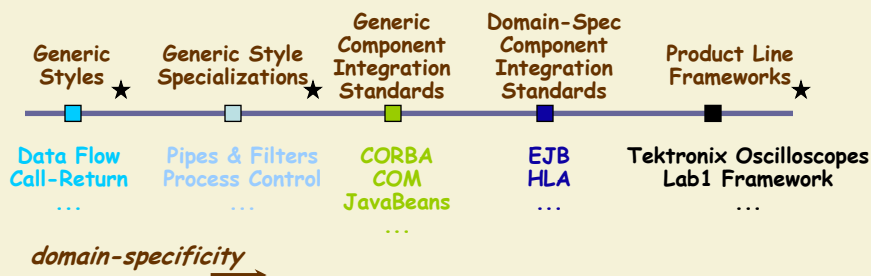 Generic
Styles
Generic Style
Specializations
Generic
Component
Integration
Standards
Domain-Spec
Component
Integration
Standards
Product Line
Frameworks
Data Flow
Call-Return
...
Pipes & Filters
Process Control
...
CORBA
COM
JavaBeans
...
EJB
HLA
...
Tektronix Oscilloscopes
Lab1 Framework
...
domain-specificity